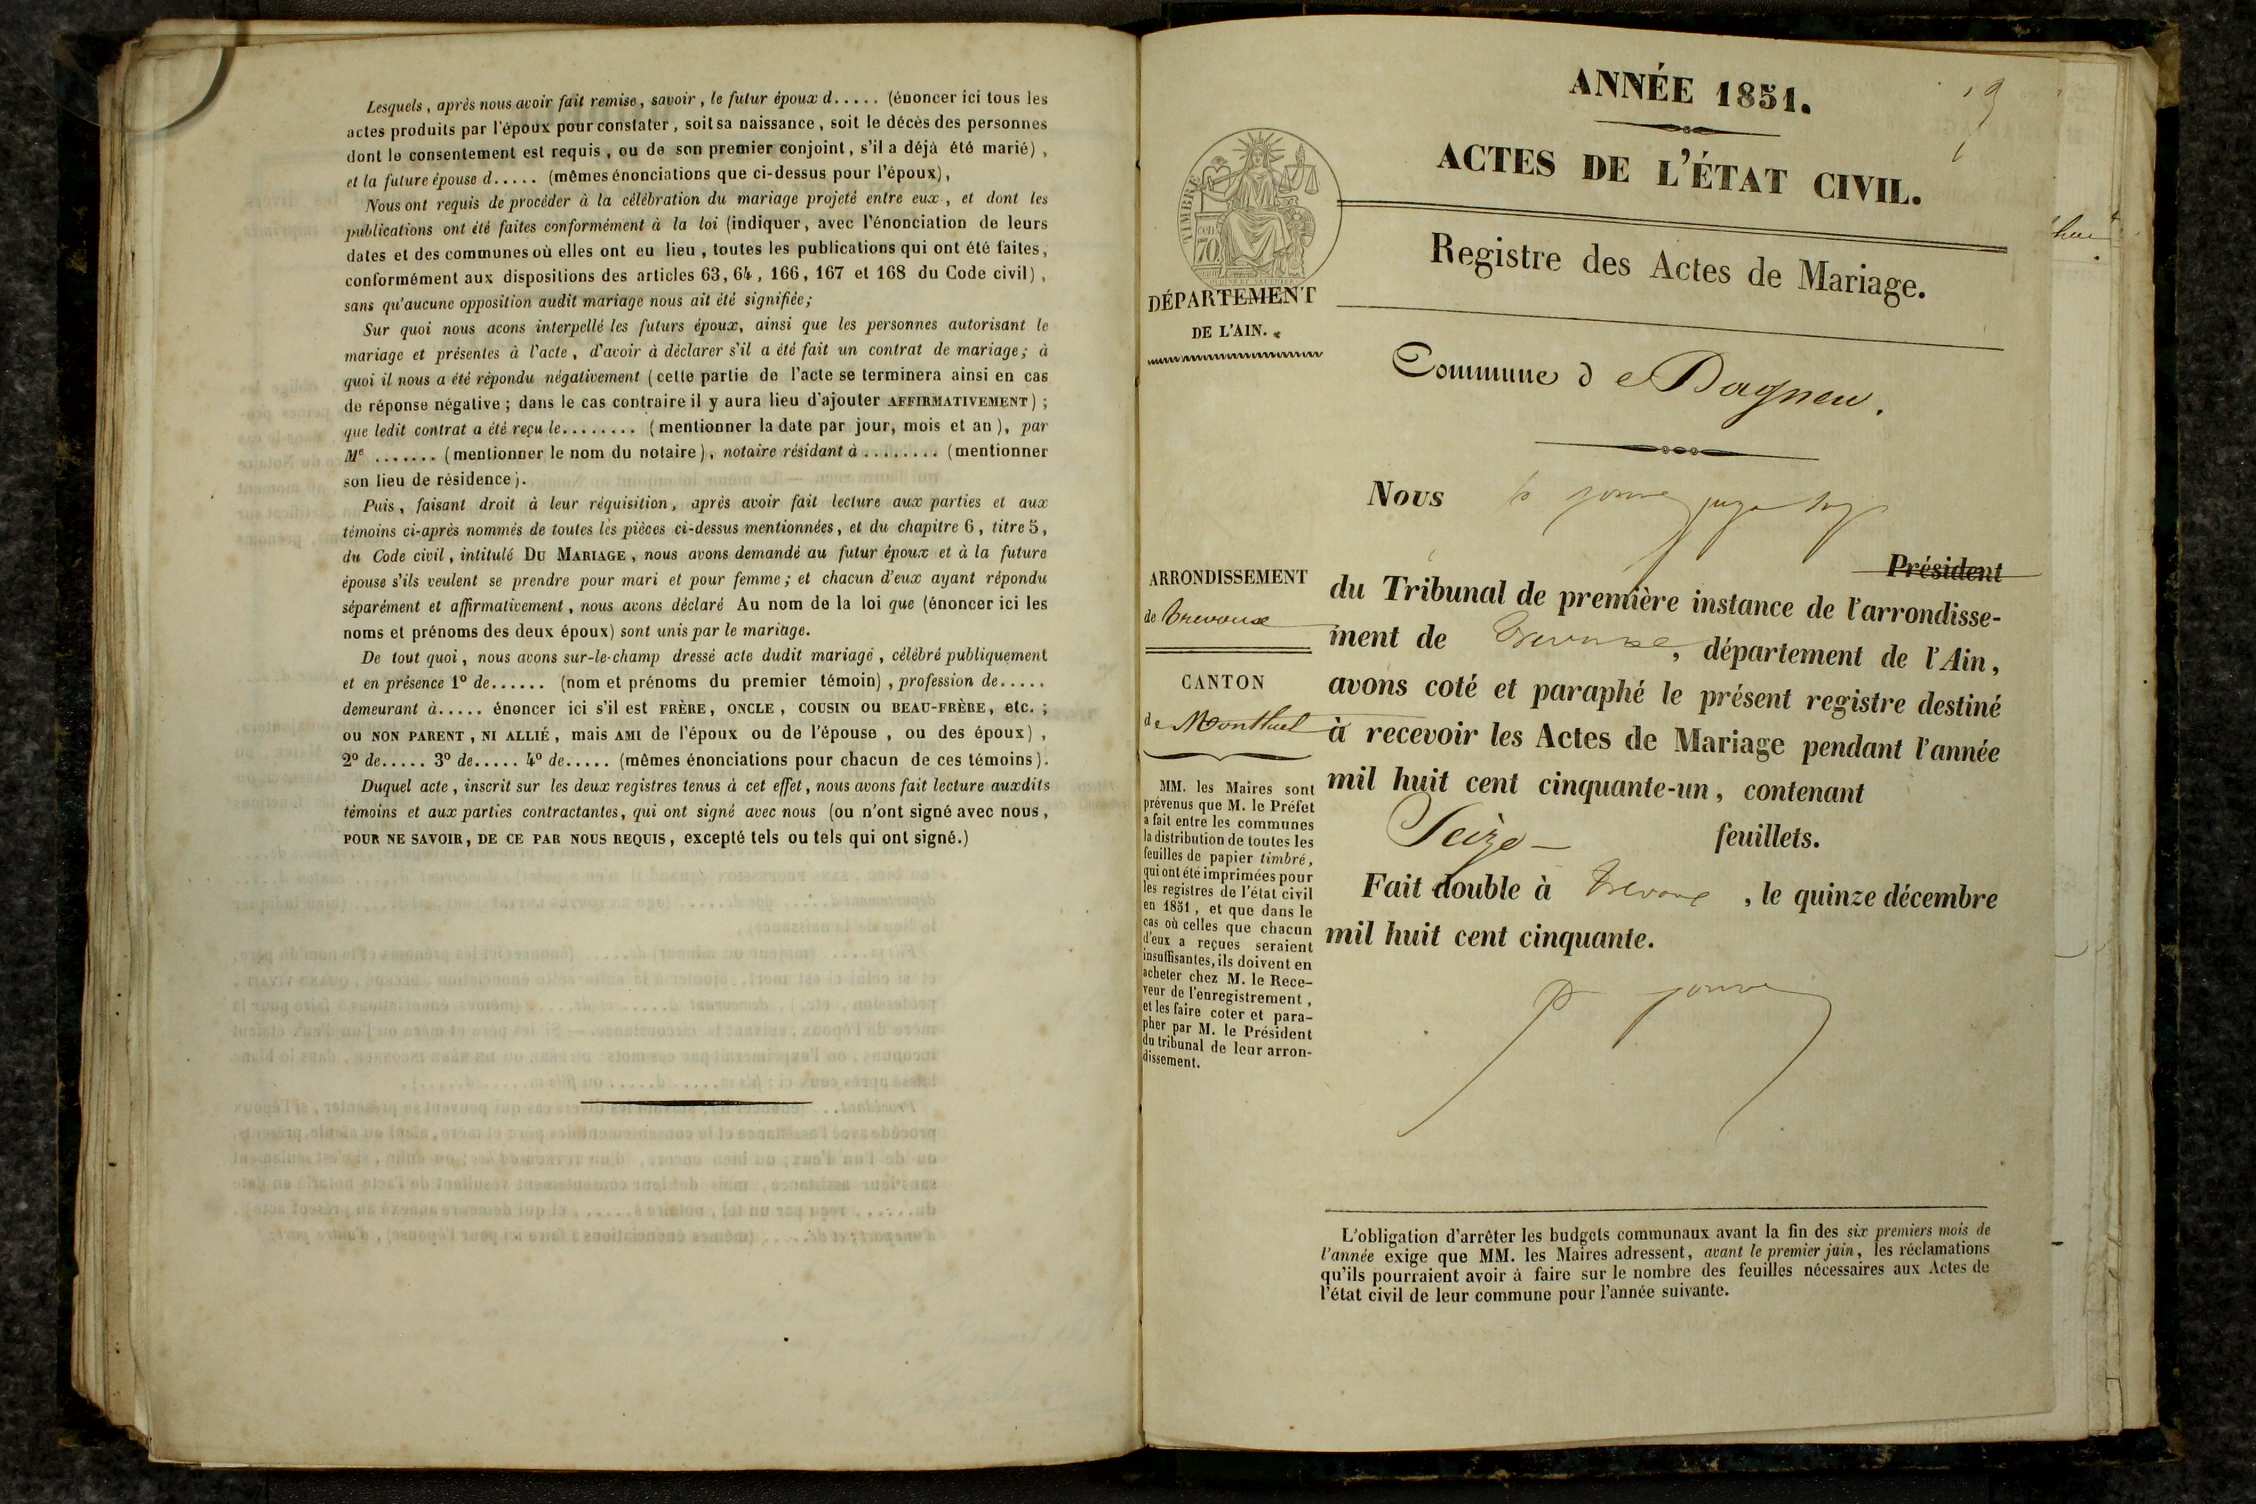 Lesquels, après nous avoir fait remise, savoir, le futur époux d..... (énoncer ici tous les
actes produits par l'époux pour constater, soit sa naissance, soit le décès des personnes
dont le consentement est requis, ou de son premier conjoint, s'il a déjà été marié),
et la future épouse d..... (mêmes énonciations que ci-dessus pour l'époux),
Nous ont requis de procéder à la célébration du mariage projeté entre eux, et dont les
publications ont été faites conformément à la loi (indiquer, avec l'énonciation de leurs
dates et des communes où elles ont eu lieu, toutes les publications qui ont été faites,
conformément aux dispositions des articles 63, 64, 166, 167 et 168 du Code civil),
sans qu'aucune opposition audit mariage nous ait été signifiée;
Sur quoi nous avons interpellé les futurs époux, ainsi que les personnes autorisant le
mariage et présentes à l'acte, d'avoir à déclarer s'il a été fait un contrat de mariage; à
quoi il nous a été répondu négativement (cette partie de l'acte se terminera ainsi en cas
de réponse négative; dans le cas contraire il y aura lieu d'ajouter AFFIRMATIVEMENT);
que ledit contrat a été reçu le........ (mentionner la date par jour, mois et an), par
Me ....... (mentionner le nom du notaire), notaire résidant à ........ (mentionner
son lieu de résidence).
Puis, faisant droit à leur réquisition, après avoir fait lecture aux parties et aux
témoins ci-après nommés de toutes les pièces ci-dessus mentionnées, et du chapitre 6, titre 5,
du Code civil, intitulé DU MARIAGE, nous avons demandé au futur époux et à la future
épouse s'ils veulent se prendre pour mari et pour femme; et chacun d'eux ayant répondu
séparément et affirmativement, nous avons déclaré Au nom de la loi que (énoncer ici les
noms et prénoms des deux époux) sont unis par le mariage.
De tout quoi, nous avons sur-le-champ dressé acte dudit mariage, célébré publiquement
et en présence 1º de...... (nom et prénoms du premier témoin), profession de.....
demeurant à..... énoncer ici s'il est FRÈRE, ONCLE, COUSIN OU BEAU-FRÈRE, etc.;
OU NON PARENT, NI ALLIÉ, mais AMI de l'époux ou de l'épouse, ou des époux),
2º de..... 3º de..... 4º de..... (mêmes énonciations pour chacun de ces témoins).
Duquel acte, inscrit sur les deux registres tenus à cet effet, nous avons fait lecture auxdits
témoins et aux parties contractantes, qui ont signé avec nous (ou n'ont signé avec nous,
POUR NE SAVOIR, DE CE PAR NOUS REQUIS, excepté tels ou tels qui ont signé.)
ANNÉE 1851.
ACTES DE L'ÉTAT CIVIL.
Registre des Actes de Mariage.
TIMBRE
70
DÉPARTEMENT
DE L'AIN.
Commune de Dagneu.
Nous
Président
du Tribunal de première instance de l'arrondisse-
ment de Trevoux, département de l'Ain,
avons coté et paraphé le présent registre destiné
à recevoir les Actes de Mariage pendant l'année
mil huit cent cinquante-un, contenant
Seize feuillets.
Fait double à Trevoux, le quinze décembre
mil huit cent cinquante.
ARRONDISSEMENT
de Trevoux
CANTON
de Montluel
MM. les Maires sont
prévenus que M. le Préfet
a fait entre les communes
la distribution de toutes les
feuilles de papier timbré,
qui ont été imprimées pour
les registres de l'état civil
en 1851, et que dans le
cas où celles que chacun
d'eux a reçues seraient
insuffisantes, ils doivent en
acheter chez M. le Rece-
veur de l'enregistrement,
et les faire coter et para-
pher par M. le Président
du tribunal de leur arron-
dissement.
L'obligation d'arrêter les budgets communaux avant la fin des six premiers mois de
l'année exige que MM. les Maires adressent, avant le premier juin, les réclamations
qu'ils pourraient avoir à faire sur le nombre des feuilles nécessaires aux Actes de
l'état civil de leur commune pour l'année suivante.